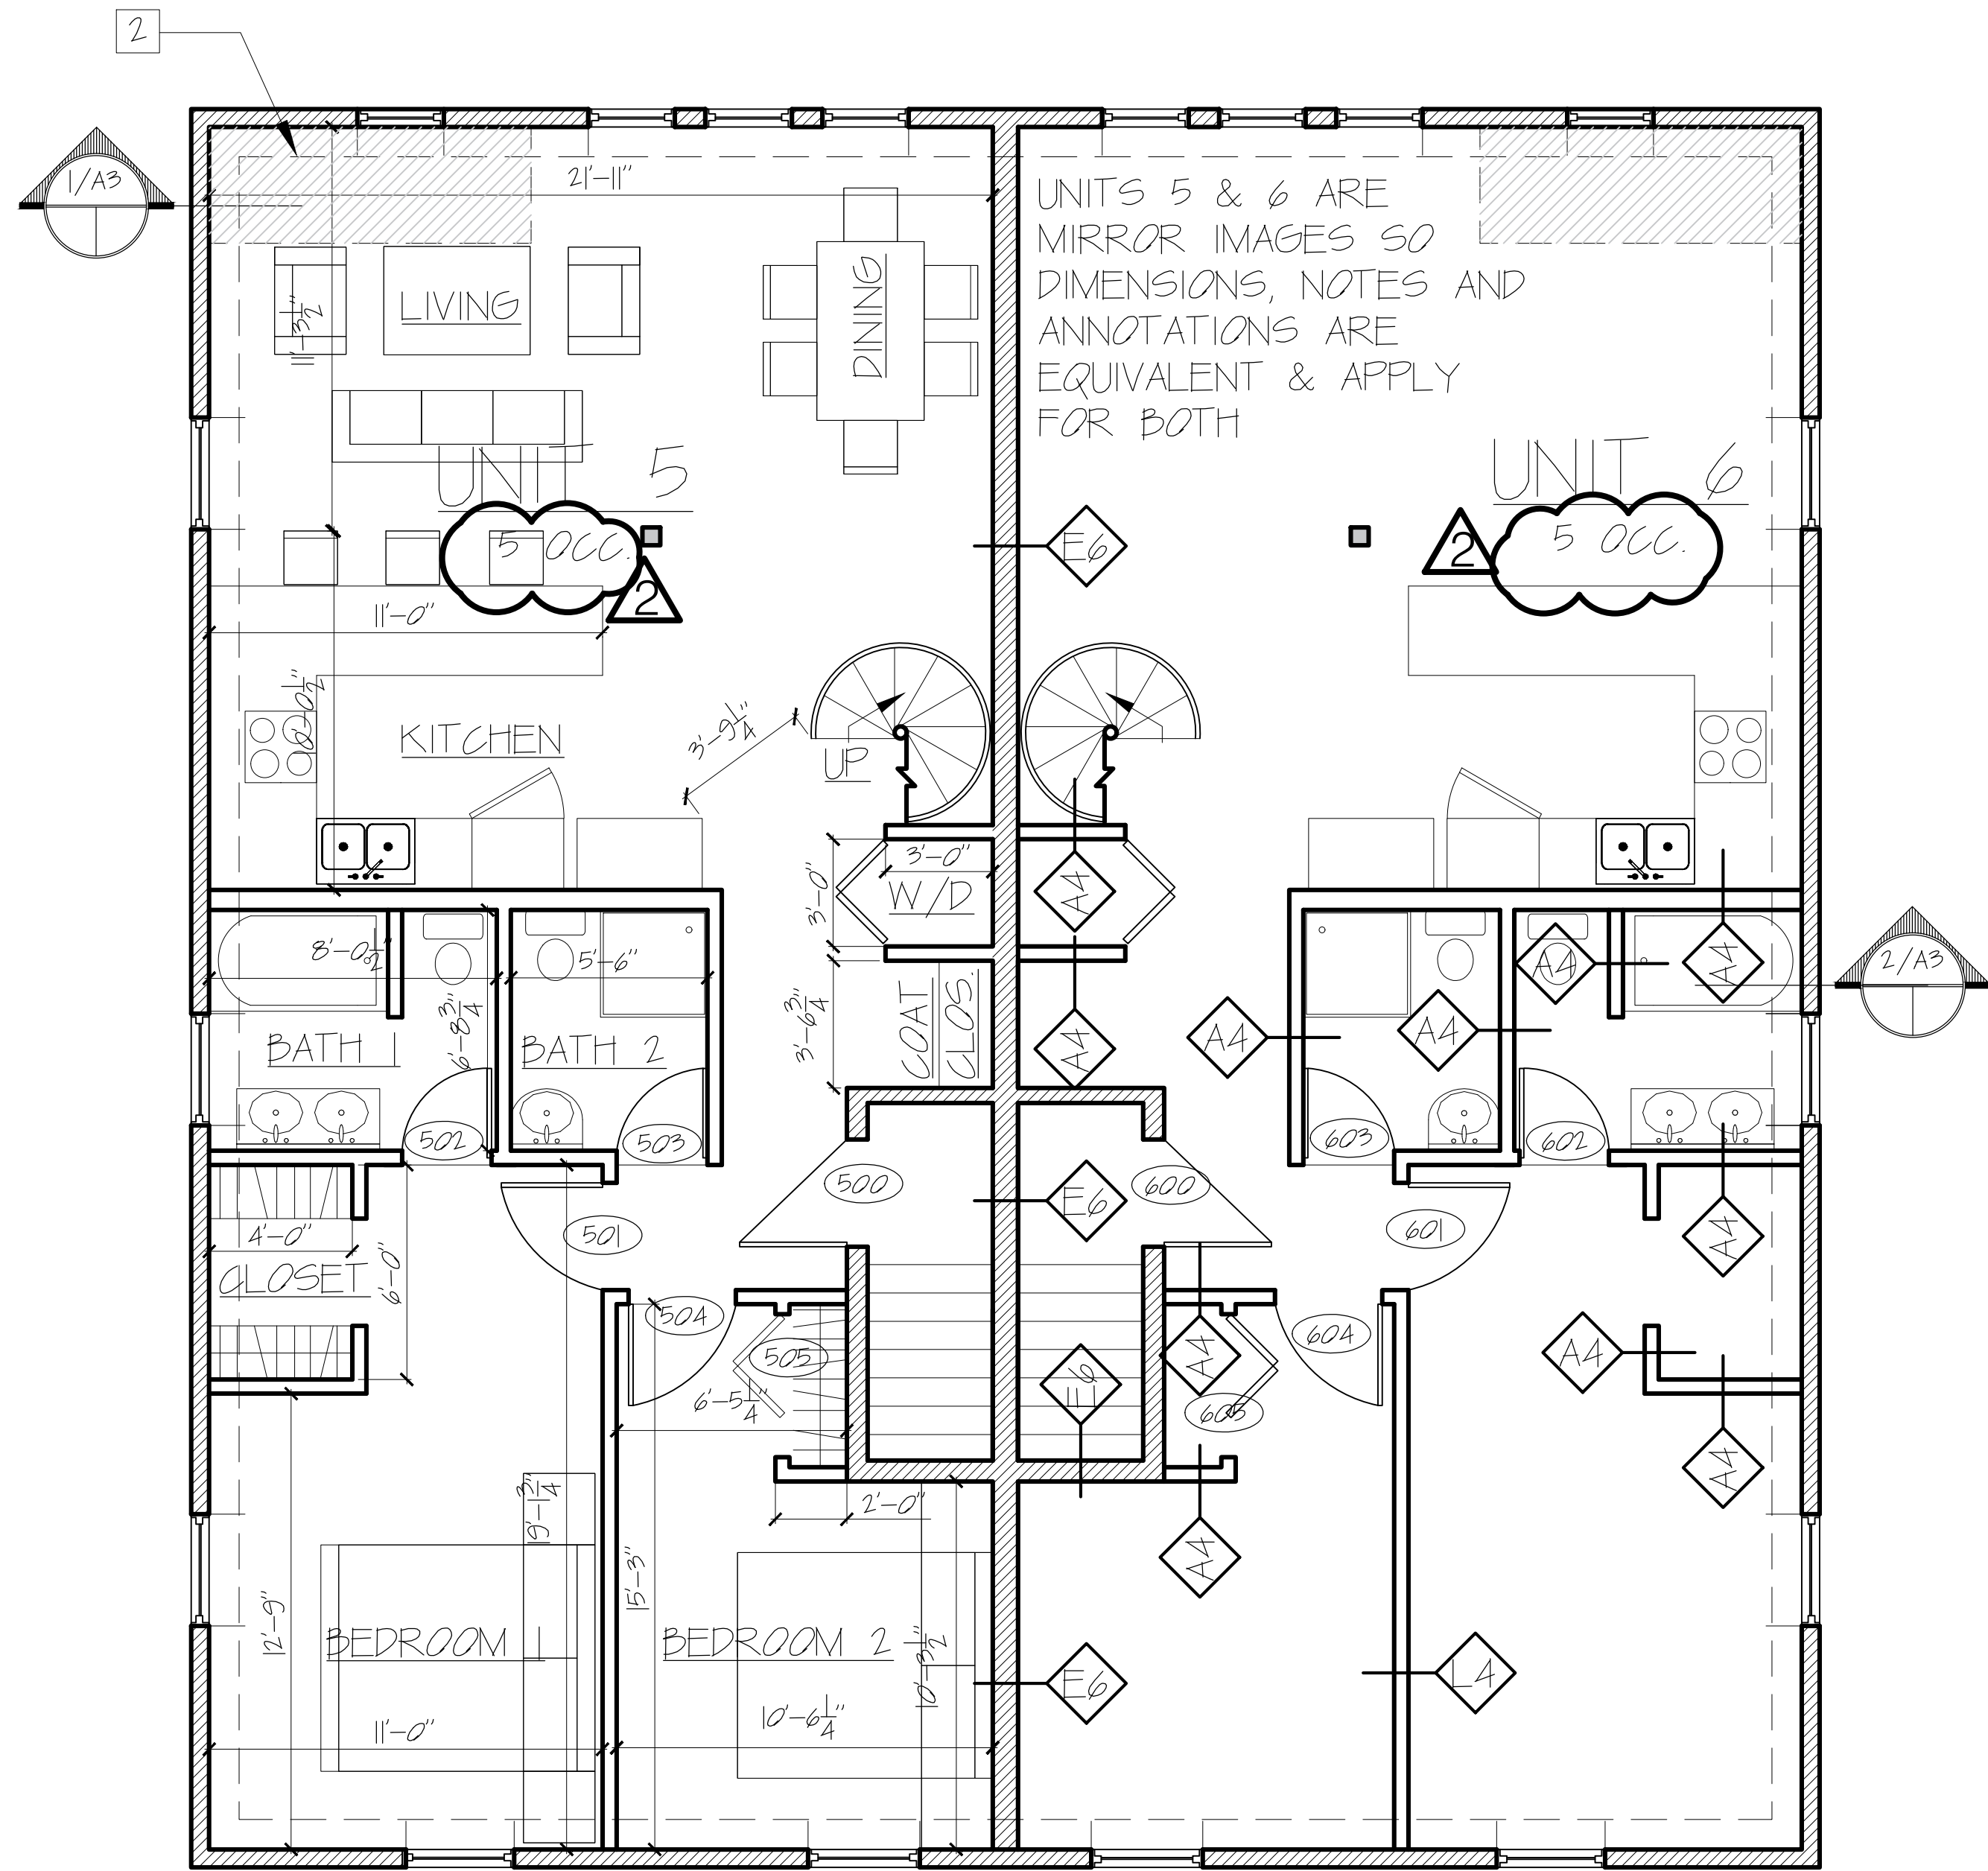 2
1/A3
21'-11"
UNITS 5 & 6 ARE
MIRROR IMAGES SO
DIMENSIONS, NOTES AND
ANNOTATIONS ARE
EQUIVALENT & APPLY
FOR BOTH
LIVING
DINING
11'-3 1/2"
UNIT 5
UNIT 6
5 OCC.
2
E6
2
5 OCC.
11'-0"
10'-0 1/2"
KITCHEN
3'-9 1/4"
UP
3'-0"
3'-0"
W/D
A4
8'-0 1/2"
5'-6"
6'-8 3/4"
3'-6 3/4"
COAT
CLOS.
BATH 1
BATH 2
A4
A4
A4
A4
A4
2/A3
502
503
603
602
500
E6
600
4'-0"
CLOSET
6'-0"
501
601
A4
504
505
6'-5 1/4"
E6
A4
605
604
A4
A4
2'-0"
19'-1 3/4"
15'-3"
12'-9"
A4
BEDROOM 1
BEDROOM 2
10'-3 1/2"
E6
L4
11'-0"
10'-6 1/4"